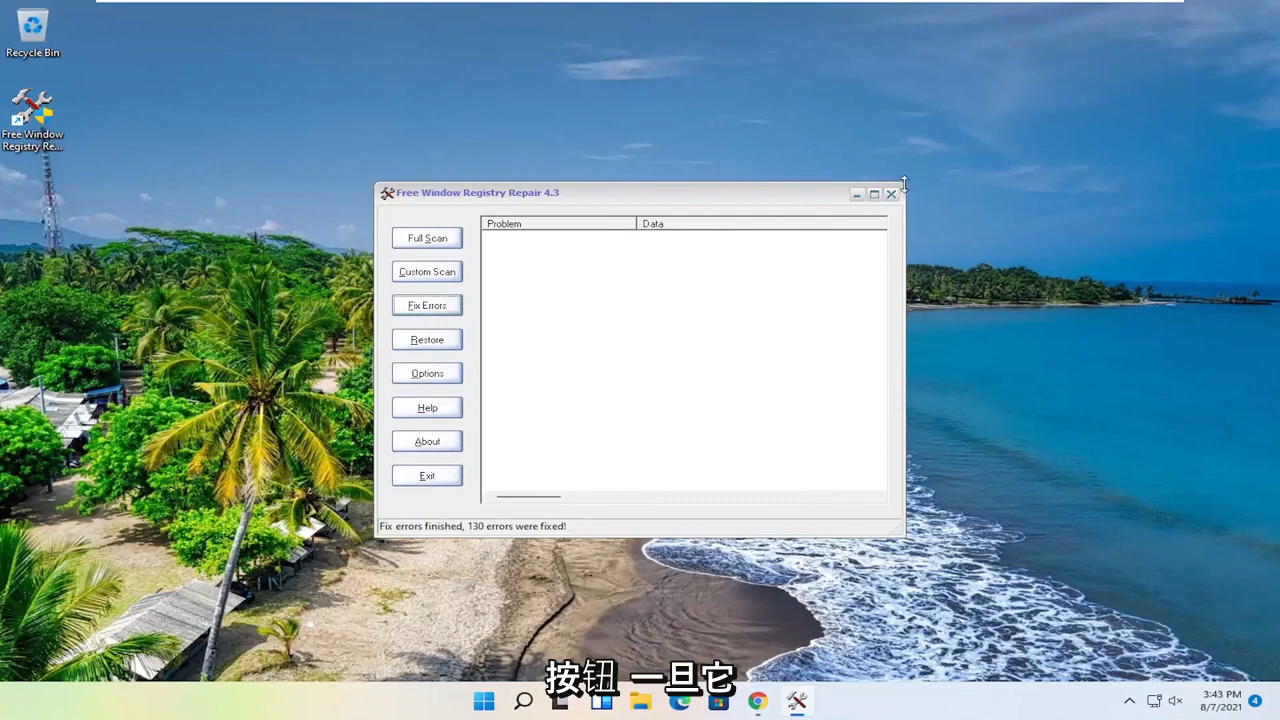 Recycle Bin
Free Window
Registry Re...
Free Window Registry Repair 4.3
Problem
Data
Full Scan
Custom Scan
Fix Errors
Restore
Options
Help
About
Exit
Fix errors finished, 130 errors were fixed!
按钮 一旦它
3:43 PM
8/7/2021
4